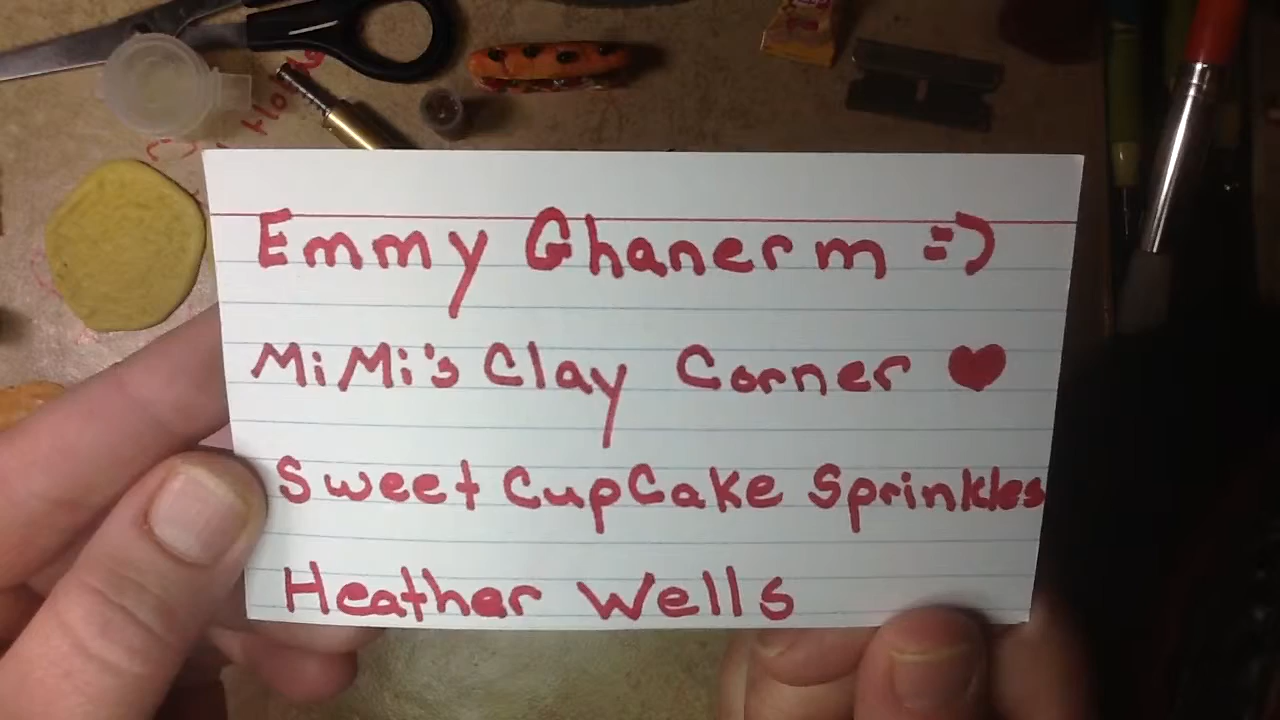 Emmy Ghanerm =)
MiMi's Clay Corner ♥
Sweet CupCake Sprinkles
Heather Wells